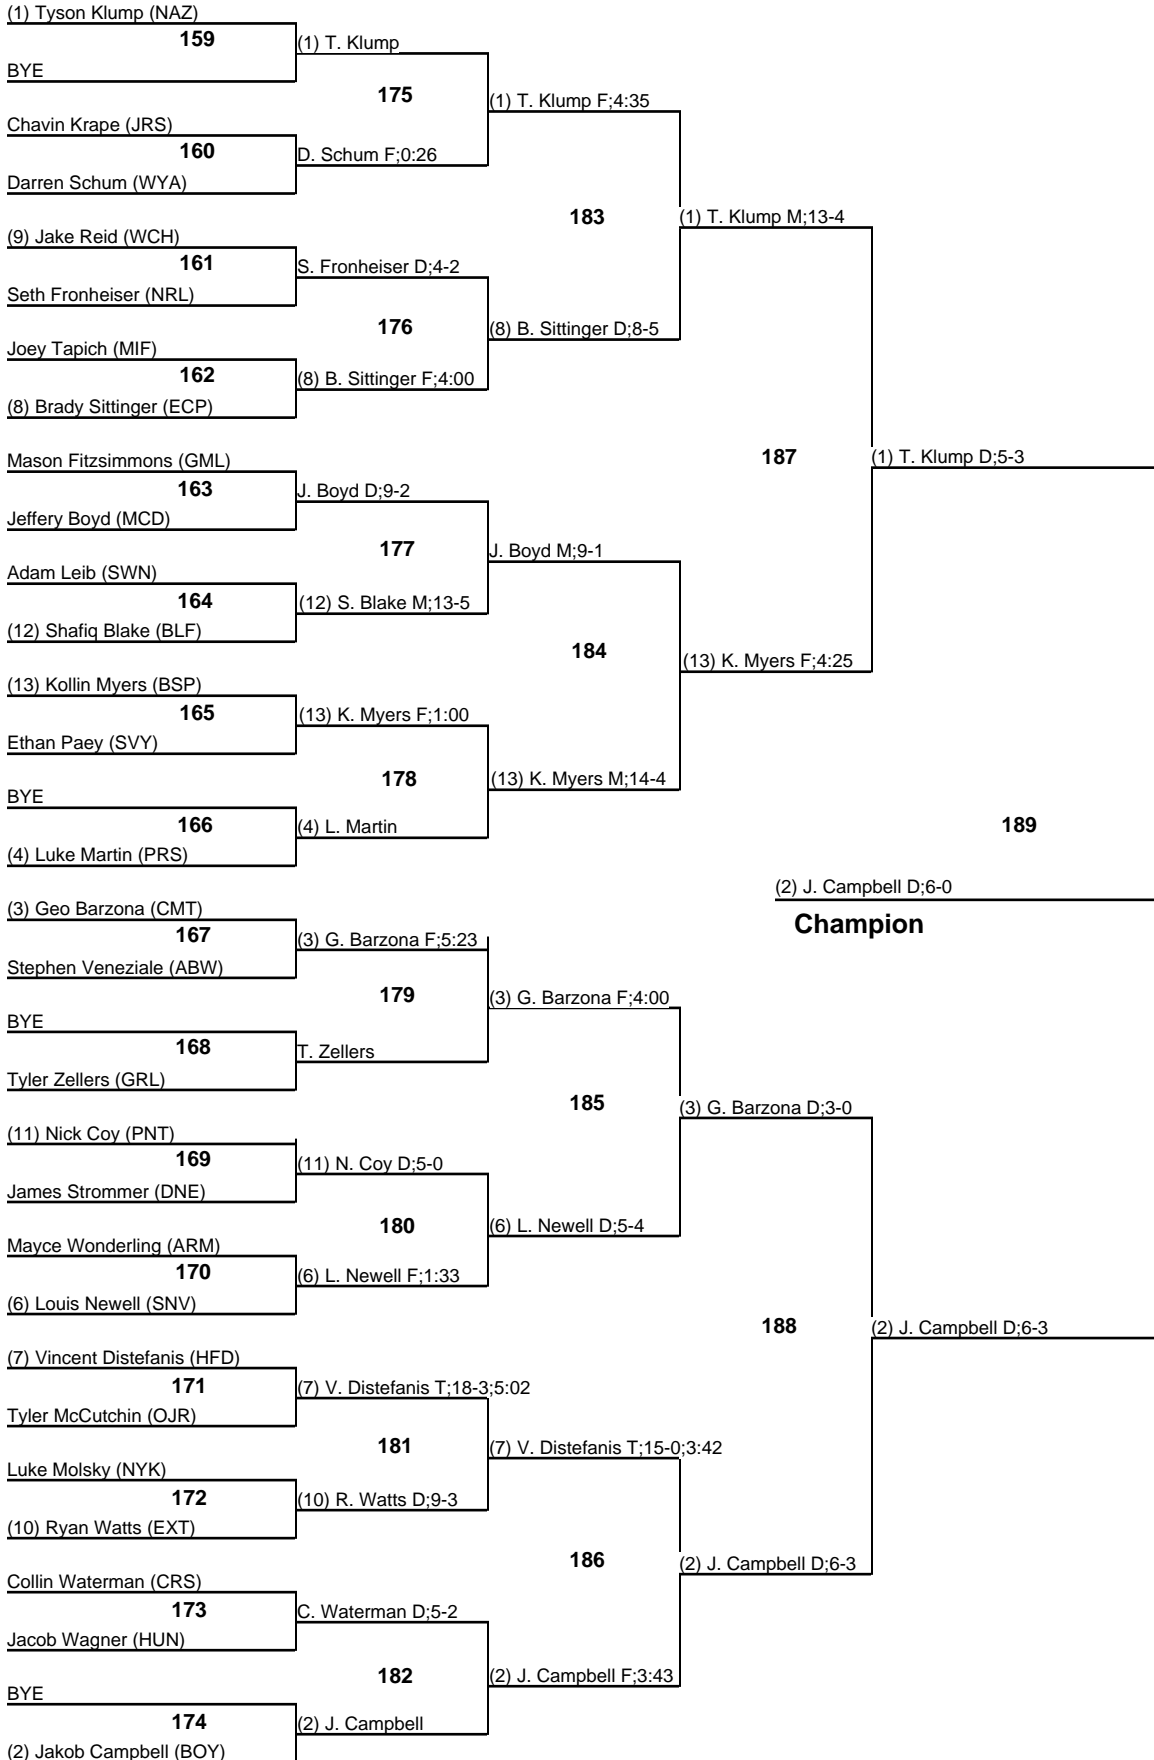 (1) Tyson Klump (NAZ)
159
(1) T. Klump
BYE
175
(1) T. Klump F;4:35
Chavin Krape (JRS)
160
D. Schum F;0:26
Darren Schum (WYA)
183
(1) T. Klump M;13-4
(9) Jake Reid (WCH)
161
S. Fronheiser D;4-2
Seth Fronheiser (NRL)
176
(8) B. Sittinger D;8-5
Joey Tapich (MIF)
162
(8) B. Sittinger F;4:00
(8) Brady Sittinger (ECP)
187
(1) T. Klump D;5-3
Mason Fitzsimmons (GML)
163
J. Boyd D;9-2
Jeffery Boyd (MCD)
177
J. Boyd M;9-1
Adam Leib (SWN)
164
(12) S. Blake M;13-5
(12) Shafiq Blake (BLF)
184
(13) K. Myers F;4:25
(13) Kollin Myers (BSP)
165
(13) K. Myers F;1:00
Ethan Paey (SVY)
178
(13) K. Myers M;14-4
BYE
166
(4) L. Martin
(4) Luke Martin (PRS)
189
(2) J. Campbell D;6-0
Champion
(3) Geo Barzona (CMT)
167
(3) G. Barzona F;5:23
Stephen Veneziale (ABW)
179
(3) G. Barzona F;4:00
BYE
168
T. Zellers
Tyler Zellers (GRL)
185
(3) G. Barzona D;3-0
(11) Nick Coy (PNT)
169
(11) N. Coy D;5-0
James Strommer (DNE)
180
(6) L. Newell D;5-4
Mayce Wonderling (ARM)
170
(6) L. Newell F;1:33
(6) Louis Newell (SNV)
188
(2) J. Campbell D;6-3
(7) Vincent Distefanis (HFD)
171
(7) V. Distefanis T;18-3;5:02
Tyler McCutchin (OJR)
181
(7) V. Distefanis T;15-0;3:42
Luke Molsky (NYK)
172
(10) R. Watts D;9-3
(10) Ryan Watts (EXT)
186
(2) J. Campbell D;6-3
Collin Waterman (CRS)
173
C. Waterman D;5-2
Jacob Wagner (HUN)
182
(2) J. Campbell F;3:43
BYE
174
(2) J. Campbell
(2) Jakob Campbell (BOY)